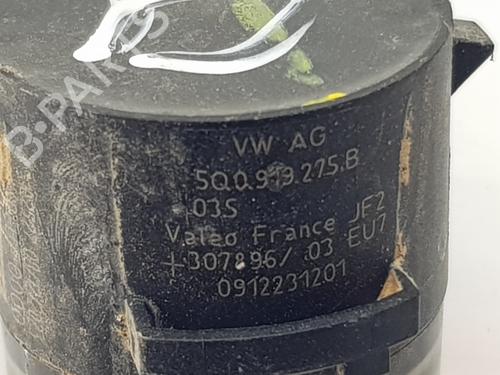 VW AG
5Q0.919.275.B
03S JF2
Valeo France EU7
+307896/ 03
0912231201
B-PARTS